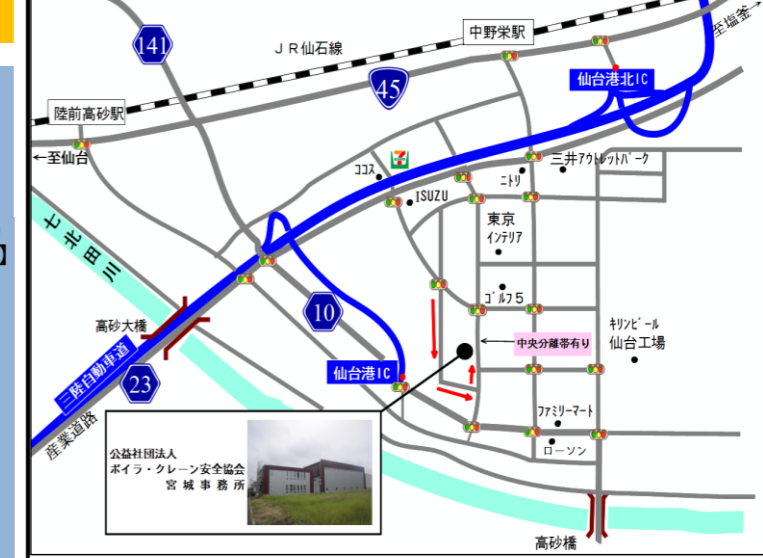 至塩釜→
中野栄駅
141
ＪＲ仙石線
仙台港北IC
45
陸前高砂駅
←至仙台
三井アウトレットパーク
ココス
ニトリ
ISUZU
七北田川
】
東京
インテリア
ゴルフ5
10
高砂大橋
中央分離帯有り
キリンビール
仙台工場
仙台港IC
三陸自動車道
23
産業道路
ファミリーマート
ローソン
公益社団法人
ボイラ・クレーン安全協会
宮城事務所
高砂橋